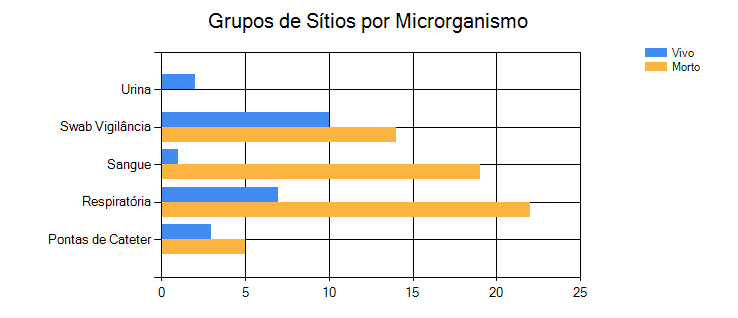 Grupos de Sítios por Microrganismo
Vivo
Morto
Urina
Swab Vigilância
Sangue
Respiratória
Pontas de Cateter
0 5 10 15 20 25